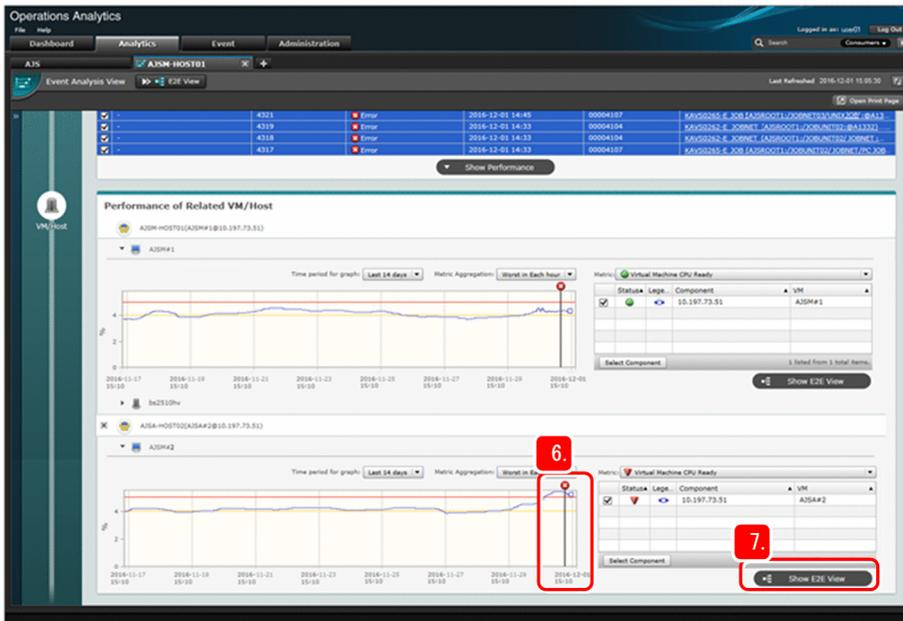 Operations Analytics
File Help
Logged in as: user01 Log Out
Dashboard Analytics Event Administration
Search Consumers
AJS AJSM-HOST01
Event Analysis View E2E View
Last Refreshed 2016-12-01 15:05:30
Open Print Page
- 4321 Error 2016-12-01 14:45 00004107
- 4319 Error 2016-12-01 14:33 00004104
- 4318 Error 2016-12-01 14:33
- 4317 Error 2016-12-01 14:33 00004107
Show Performance
VM/Host
Performance of Related VM/Host
AJSM-HOST01(AJSM#1@10.197.73.51)
AJSM#1
Time period for graph: Last 14 days Metric Aggregation: Worst in Each hour Metric: Virtual Machine CPU Ready
Status Lege... Component VM
10.197.73.51 AJSM#1
%
4
2
0
2016-11-17 15:10 2016-11-19 15:10 2016-11-21 15:10 2016-11-23 15:10 2016-11-25 15:10 2016-11-27 15:10 2016-11-29 15:10 2016-12-01 15:10
Select Component 1 listed from 1 total items.
Show E2E View
bs2510hv
AJSA-HOST02(AJSA#2@10.197.73.51)
AJSM#2
6.
Time period for graph: Last 14 days Metric Aggregation: Worst in Ea Metric: Virtual Machine CPU Ready
Status Lege... Component VM
10.197.73.51 AJSA#2
%
4
2
0
2016-11-17 15:10 2016-11-19 15:10 2016-11-21 15:10 2016-11-23 15:10 2016-11-25 15:10 2016-11-27 15:10 2016-11-29 15:10 2016-12-01 15:10
7.
Select Component
Show E2E View